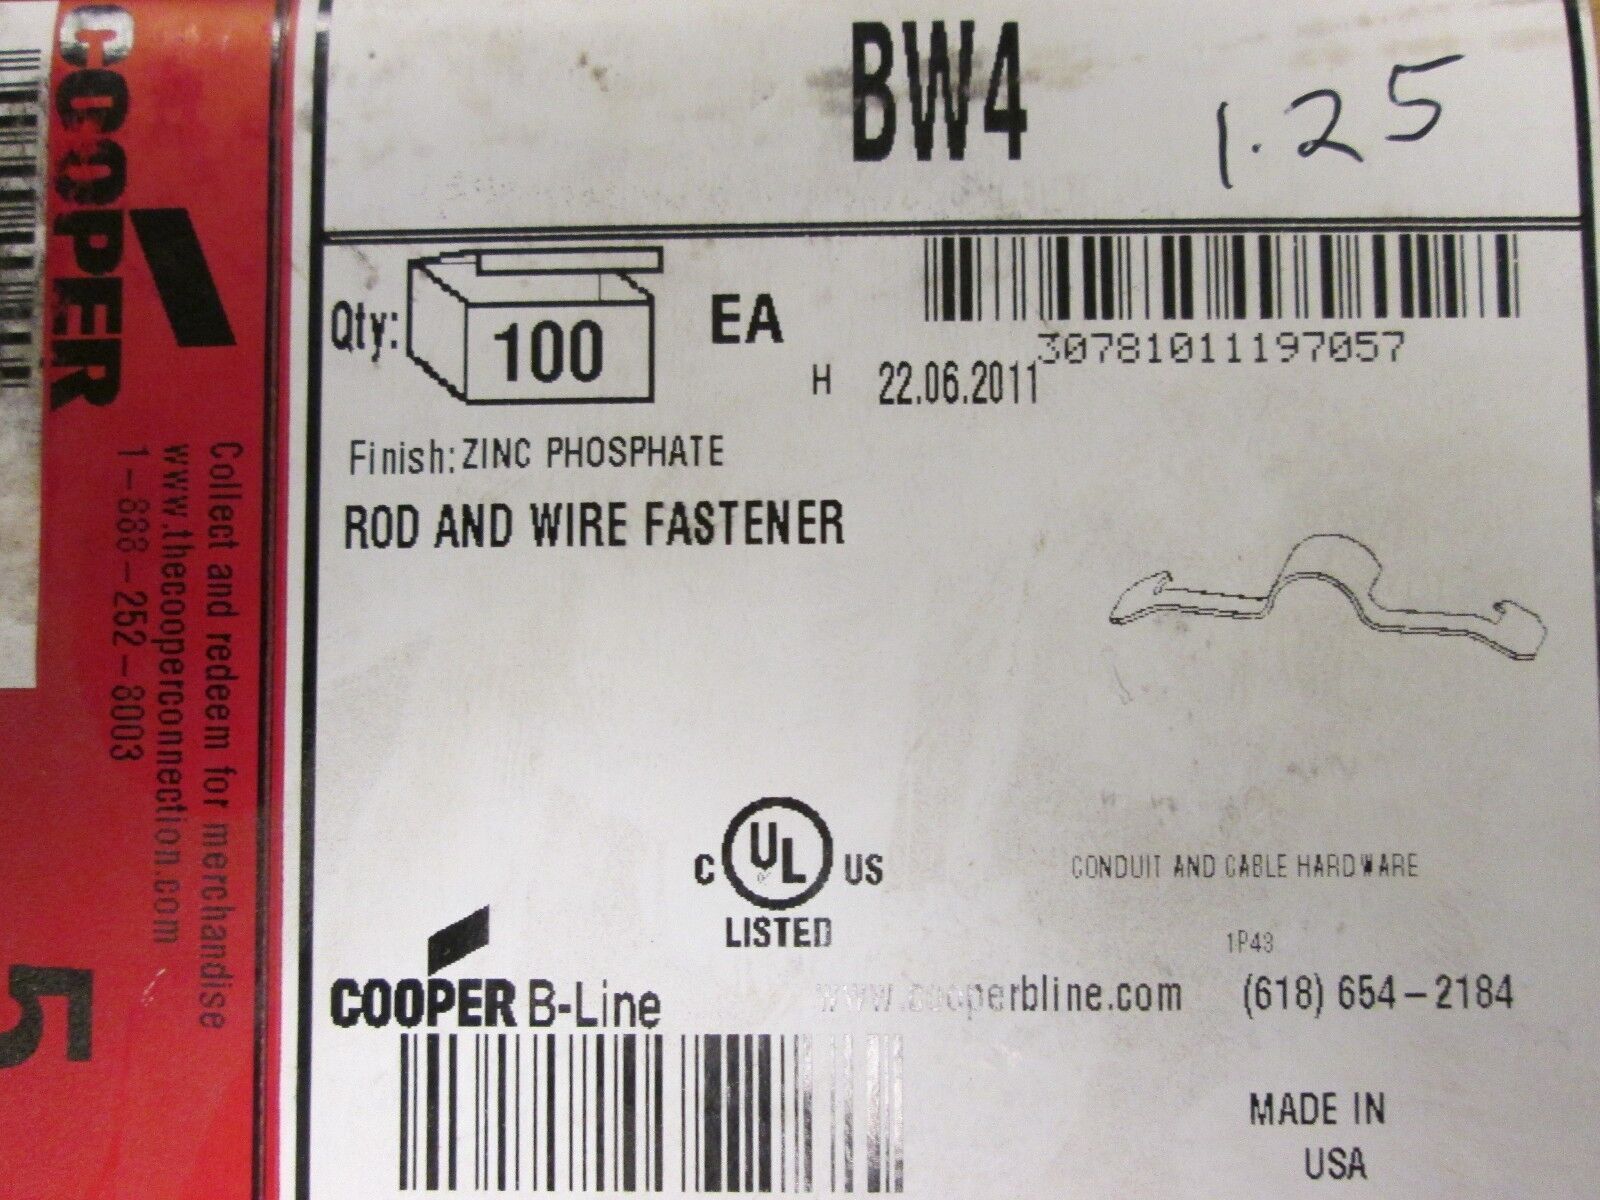 COOPER
Collect and redeem for merchandise
www.thecooperconnection.com
1-888-252-8003
5
BW4
1.25
Qty: 100 EA
30781011197057
H 22.06.2011
Finish: ZINC PHOSPHATE
ROD AND WIRE FASTENER
C UL US
LISTED
CONDUIT AND CABLE HARDWARE
1P43
COOPER B-Line
www.cooperbline.com (618) 654-2184
MADE IN
USA